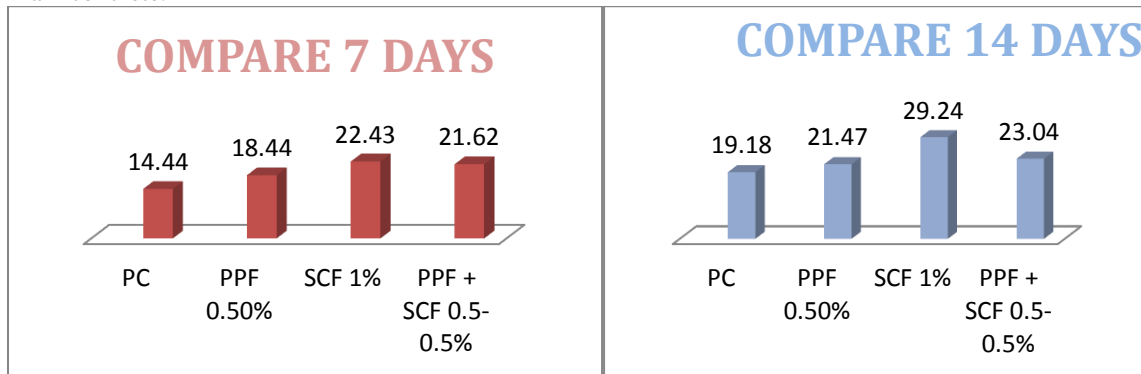 COMPARE 7 DAYS
14.44
18.44
22.43
21.62
PC
PPF
0.50%
SCF 1%
PPF +
SCF 0.5-
0.5%
COMPARE 14 DAYS
19.18
21.47
29.24
23.04
PC
PPF
0.50%
SCF 1%
PPF +
SCF 0.5-
0.5%